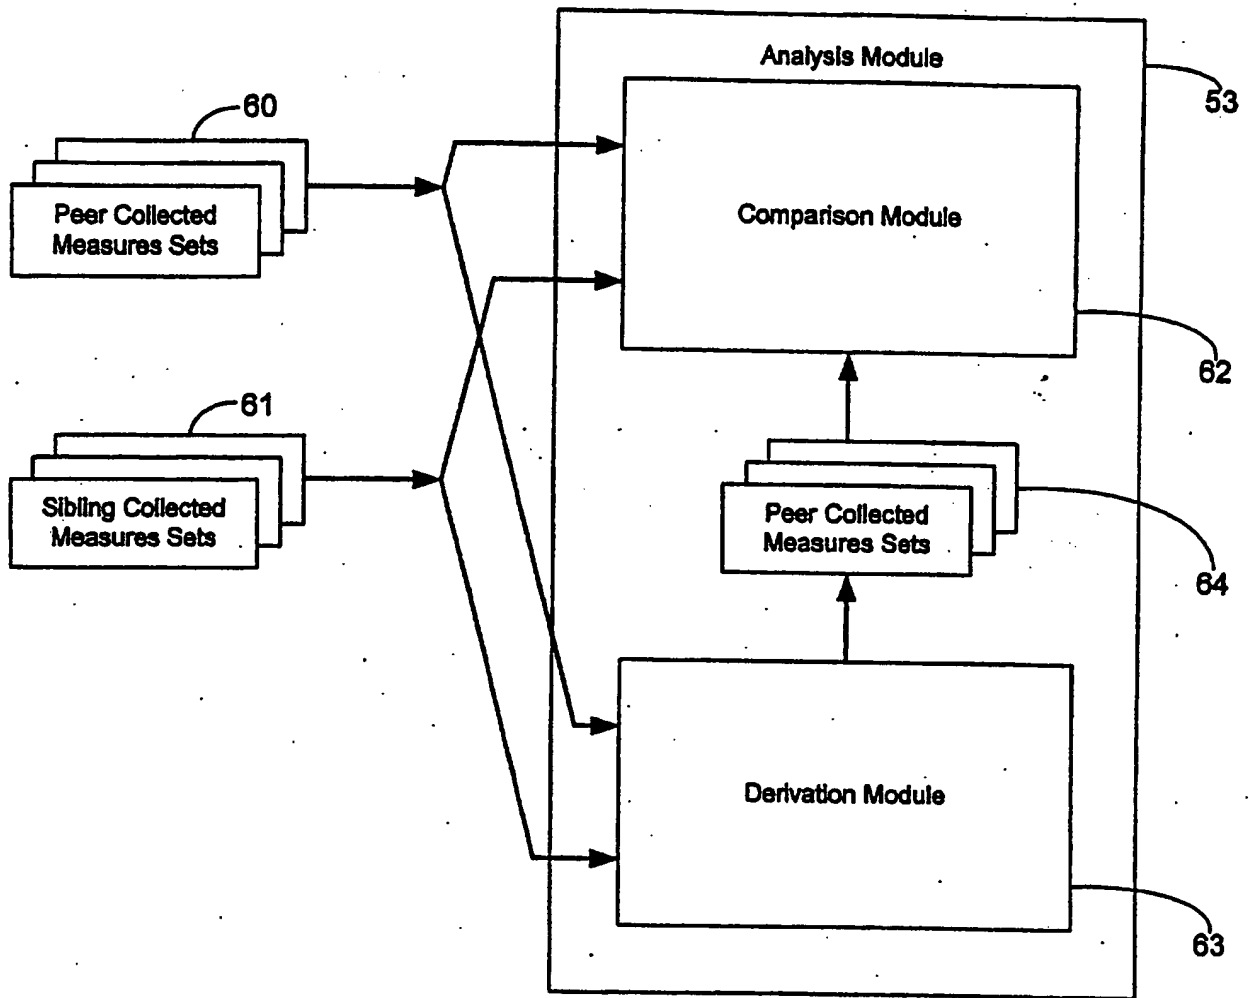 Analysis Module
53
60
Peer Collected
Measures Sets
Comparison Module
62
61
Sibling Collected
Measures Sets
Peer Collected
Measures Sets
64
Derivation Module
63